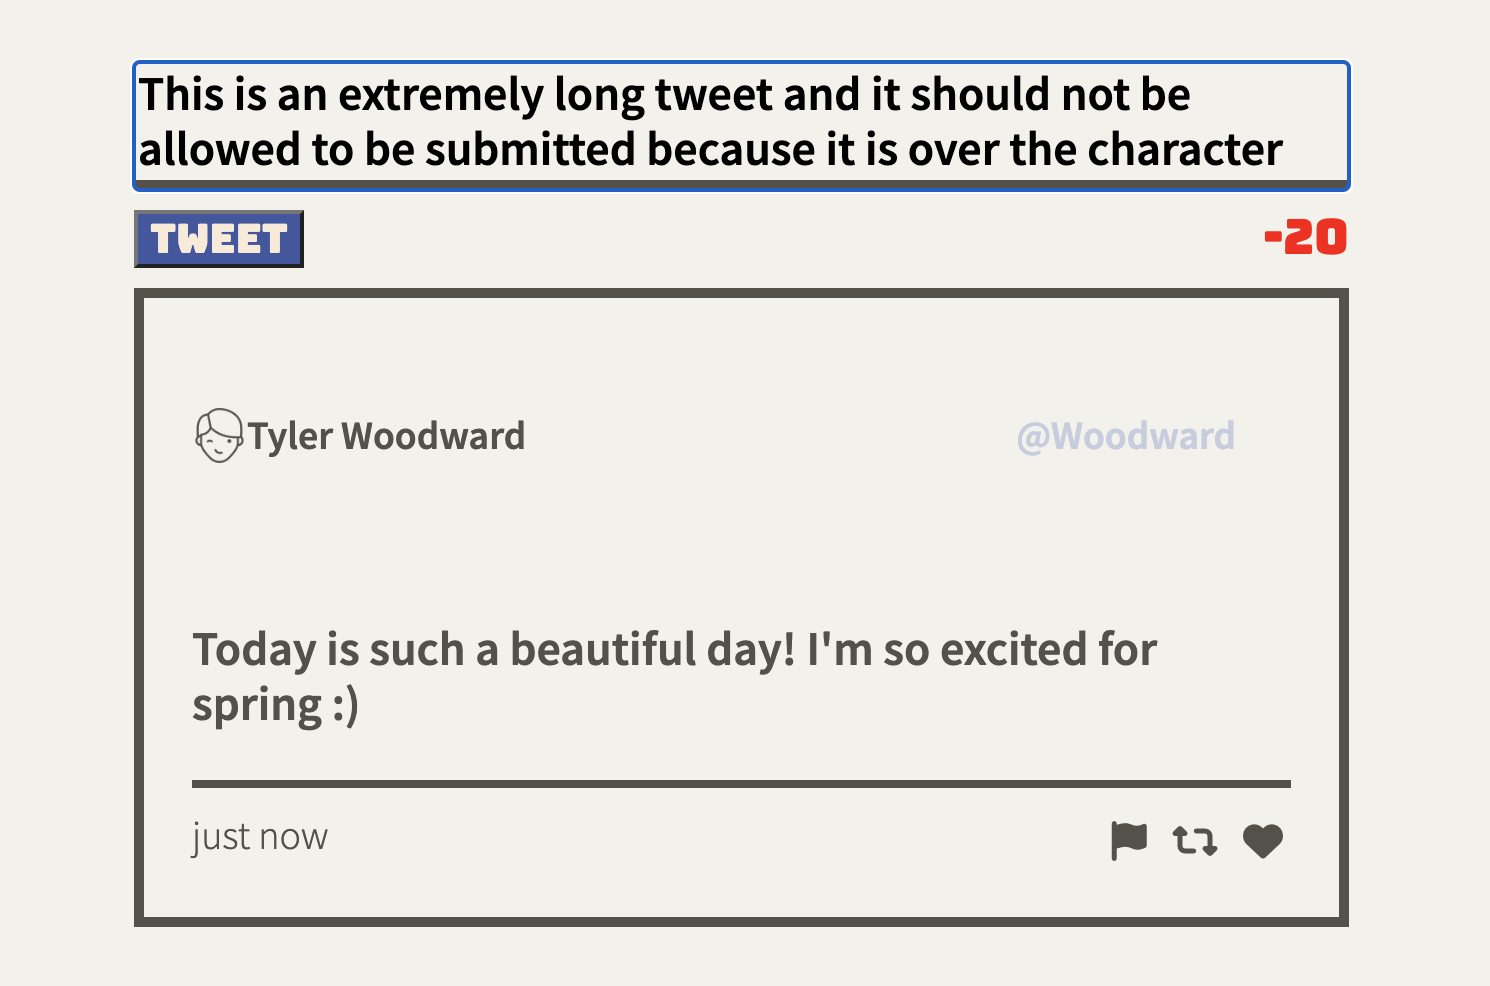 This is an extremely long tweet and it should not be
allowed to be submitted because it is over the character
TWEET
-20
Tyler Woodward
@Woodward
Today is such a beautiful day! I'm so excited for
spring :)
just now